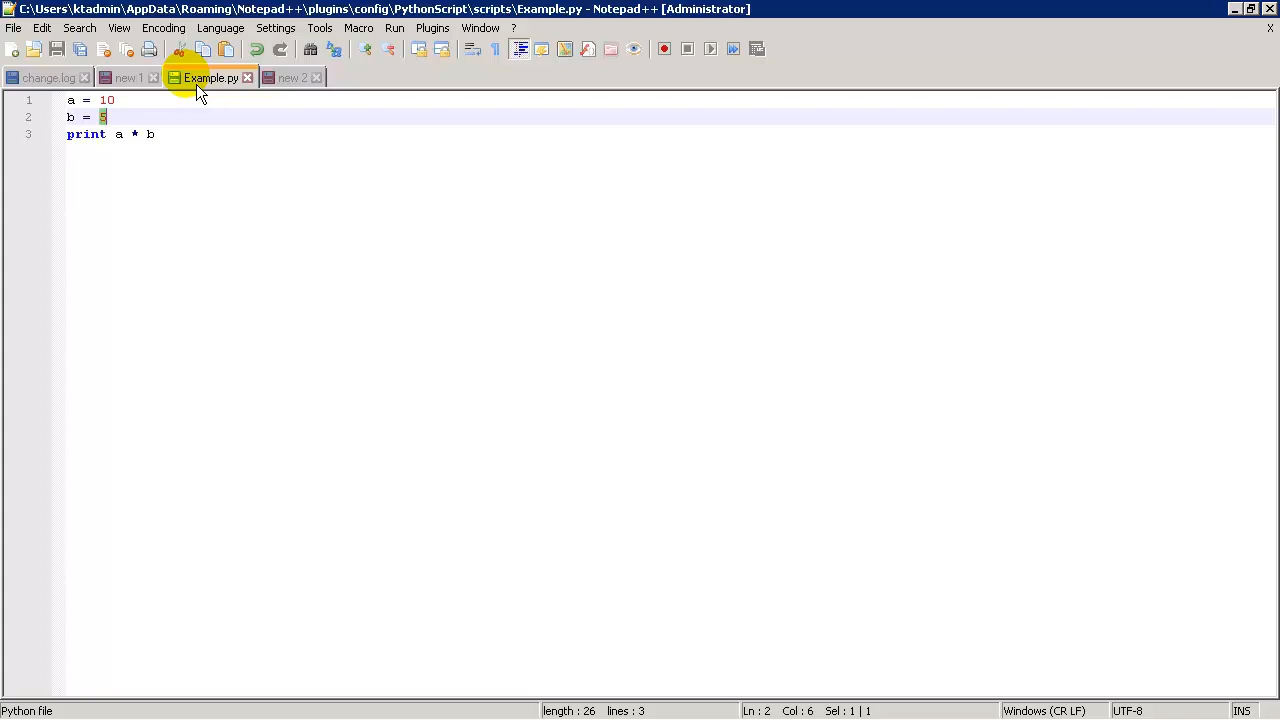 C:\Users\ktadmin\AppData\Roaming\Notepad++\plugins\config\PythonScript\scripts\Example.py - Notepad++ [Administrator]
File Edit Search View Encoding Language Settings Tools Macro Run Plugins Window ? X
change.log new 1 Example.py new 2
1 a = 10
2 b = 5
3 print a * b
Python file length : 26 lines : 3 Ln : 2 Col : 6 Sel : 1 | 1 Windows (CR LF) UTF-8 INS